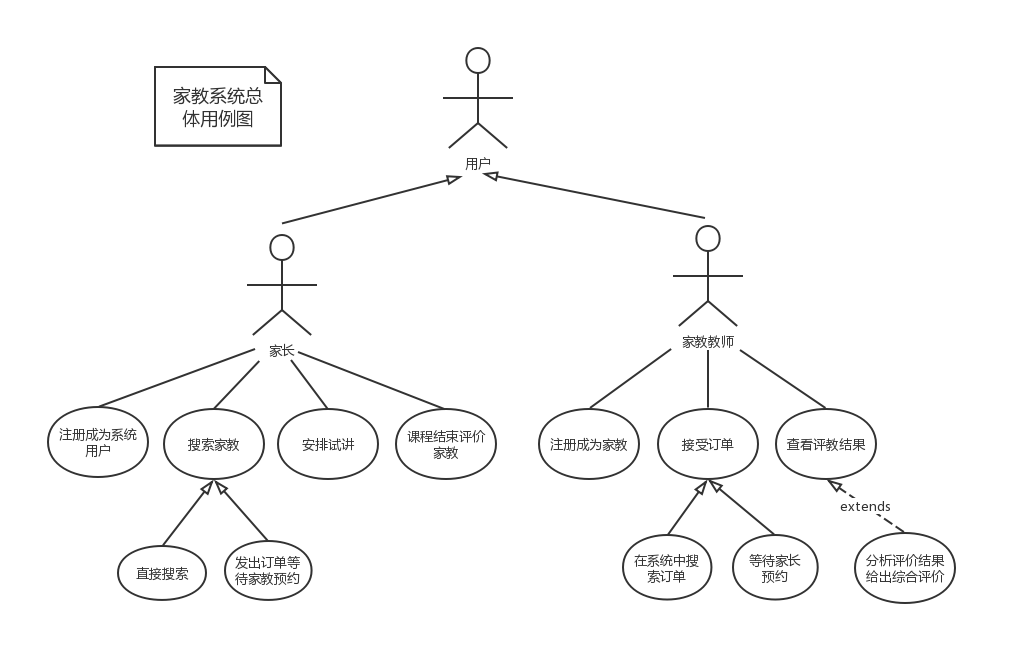 家教系统总
体用例图
用户
家长
家教教师
注册成为系统
用户
搜索家教
安排试讲
课程结束评价
家教
注册成为家教
接受订单
查看评教结果
extends
直接搜索
发出订单等
待家教预约
在系统中搜
索订单
等待家长
预约
分析评价结果
给出综合评价